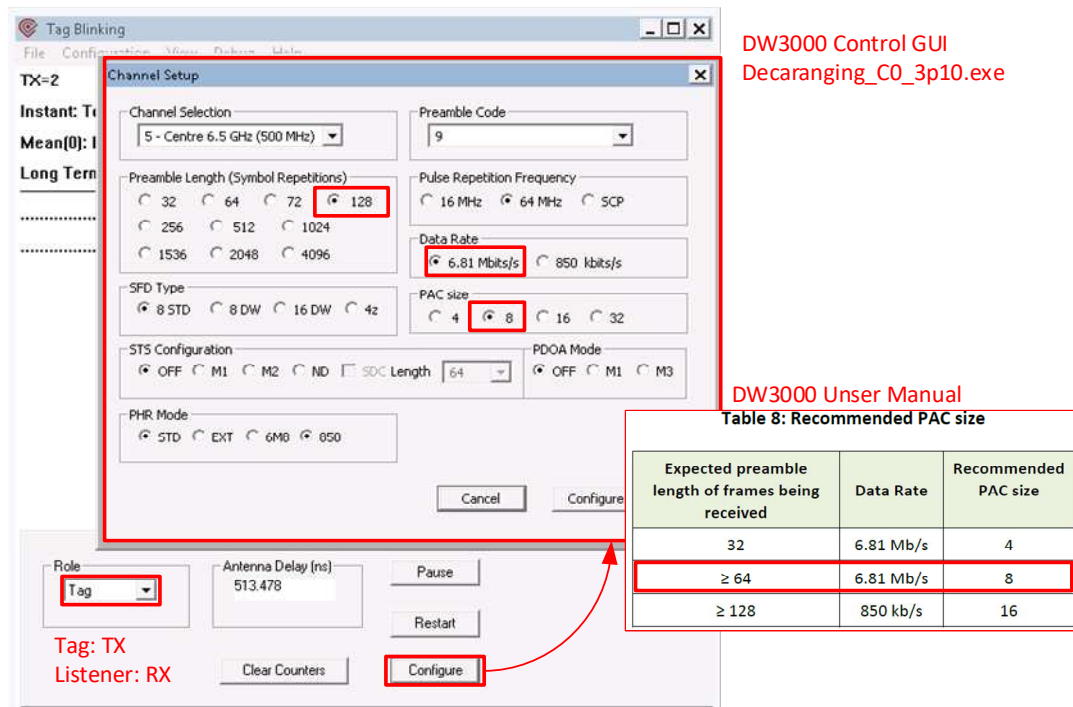 Tag Blinking
DW3000 Control GUI
Decaranging_C0_3p10.exe
File Configuration View Debug Help
TX=2
Channel Setup
Instant:
Mean(0):
Long Tern
Channel Selection
5 - Centre 6.5 GHz (500 MHz)
Preamble Code
9
Preamble Length (Symbol Repetitions)
32 64 72 128
256 512 1024
1536 2048 4096
Pulse Repetition Frequency
16 MHz 64 MHz SCP
Data Rate
6.81 Mbits/s 850 kbits/s
SFD Type
8 STD 8 DW 16 DW 4z
PAC size
4 8 16 32
STS Configuration
OFF M1 M2 ND SDC Length 64
PDOA Mode
OFF M1 M3
PHR Mode
STD EXT 6M8 850
Cancel Configure
DW3000 Unser Manual
Table 8: Recommended PAC size
Expected preamble length of frames being received Data Rate Recommended PAC size
32 6.81 Mb/s 4
≥ 64 6.81 Mb/s 8
≥ 128 850 kb/s 16
Role
Tag
Antenna Delay (ns)
513.478
Pause
Restart
Tag: TX
Listener: RX
Clear Counters Configure